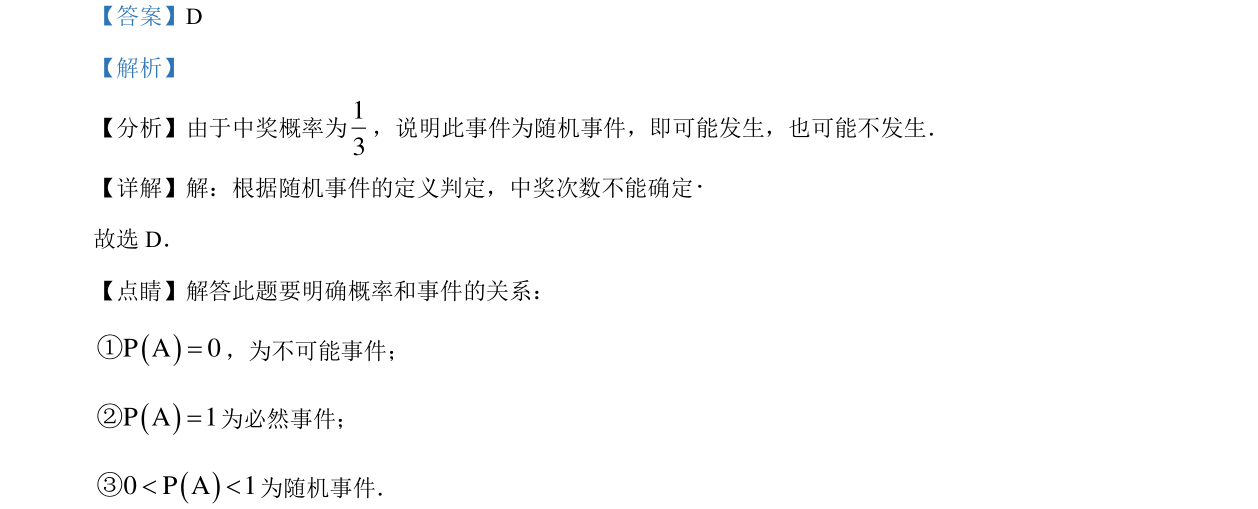 【答案】D
【解析】
【分析】由于中奖概率为1/3，说明此事件为随机事件，即可能发生，也可能不发生．
【详解】解：根据随机事件的定义判定，中奖次数不能确定·
故选 D．
【点睛】解答此题要明确概率和事件的关系：
①P(A)=0，为不可能事件；
②P(A)=1为必然事件；
③0<P(A)<1为随机事件．